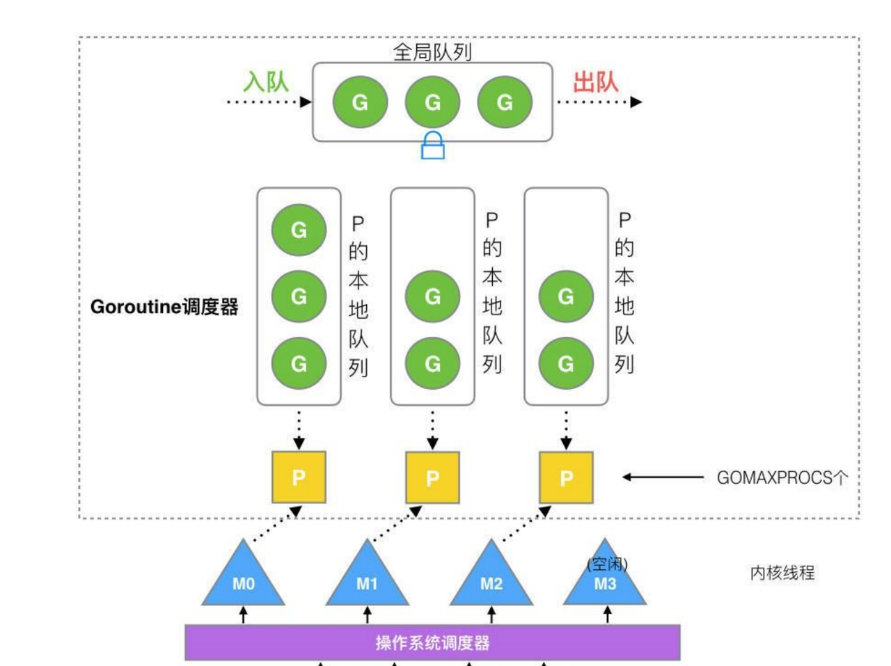 全局队列
入队
出队
G G G
G
G G G
G G G
P的本地队列
P的本地队列
P的本地队列
Goroutine调度器
P P P
GOMAXPROCS个
(空闲)
M0 M1 M2 M3
内核线程
操作系统调度器